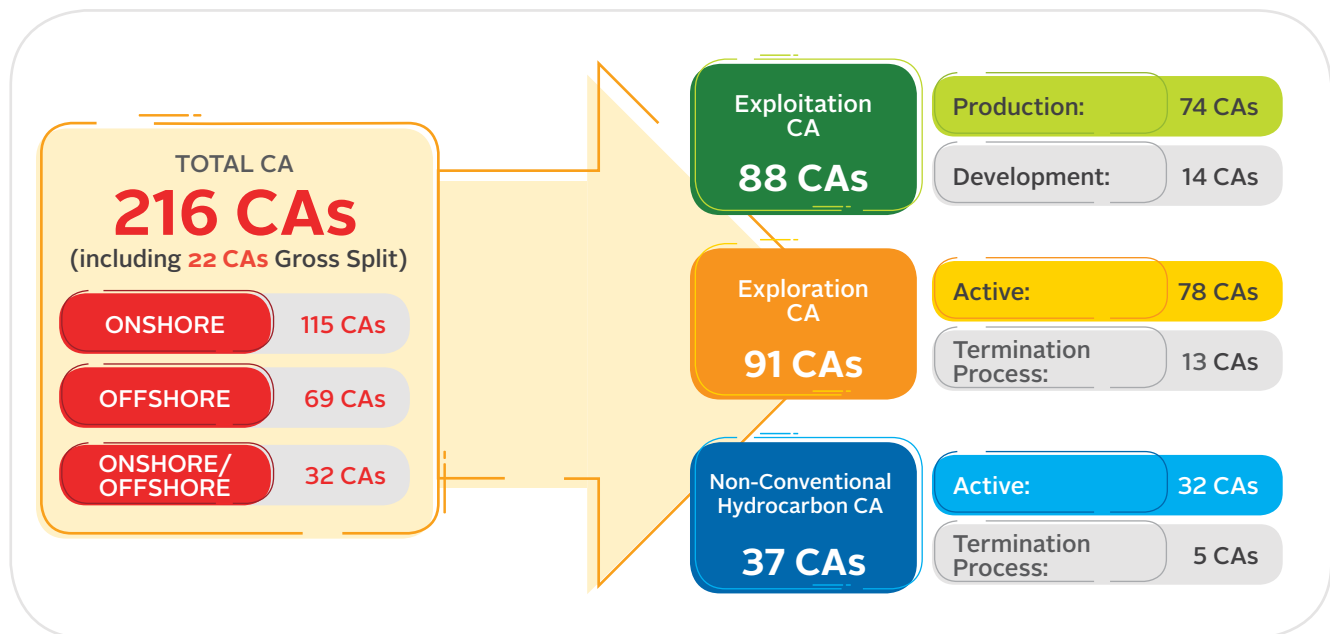 TOTAL CA
216 CAs
(including 22 CAs Gross Split)
ONSHORE
115 CAs
OFFSHORE
69 CAs
ONSHORE/
OFFSHORE
32 CAs
Exploitation
CA
88 CAs
Production:
74 CAs
Development:
14 CAs
Exploration
CA
91 CAs
Active:
78 CAs
Termination
Process:
13 CAs
Non-Conventional
Hydrocarbon CA
37 CAs
Active:
32 CAs
Termination
Process:
5 CAs